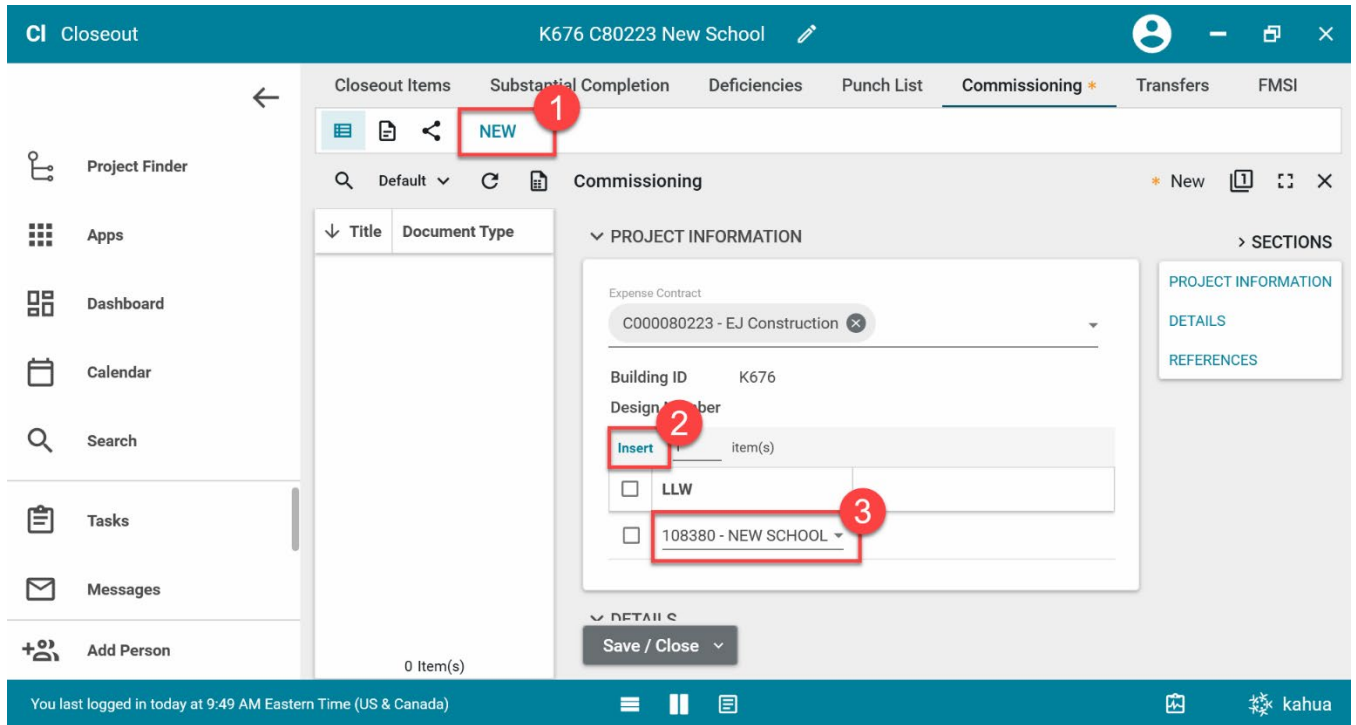 CI Closeout
K676 C80223 New School
Closeout Items Substantial Completion Deficiencies Punch List Commissioning * Transfers FMSI
1
NEW
Project Finder
Default
Commissioning
* New
1
Apps
Title Document Type
PROJECT INFORMATION
> SECTIONS
PROJECT INFORMATION
Dashboard
Expense Contract
C000080223 - EJ Construction
DETAILS
REFERENCES
Calendar
Building ID K676
Design
2
Search
Insert item(s)
LLW
3
Tasks
108380 - NEW SCHOOL
Messages
DETAILS
Add Person
0 Item(s)
Save / Close
You last logged in today at 9:49 AM Eastern Time (US & Canada)
kahua